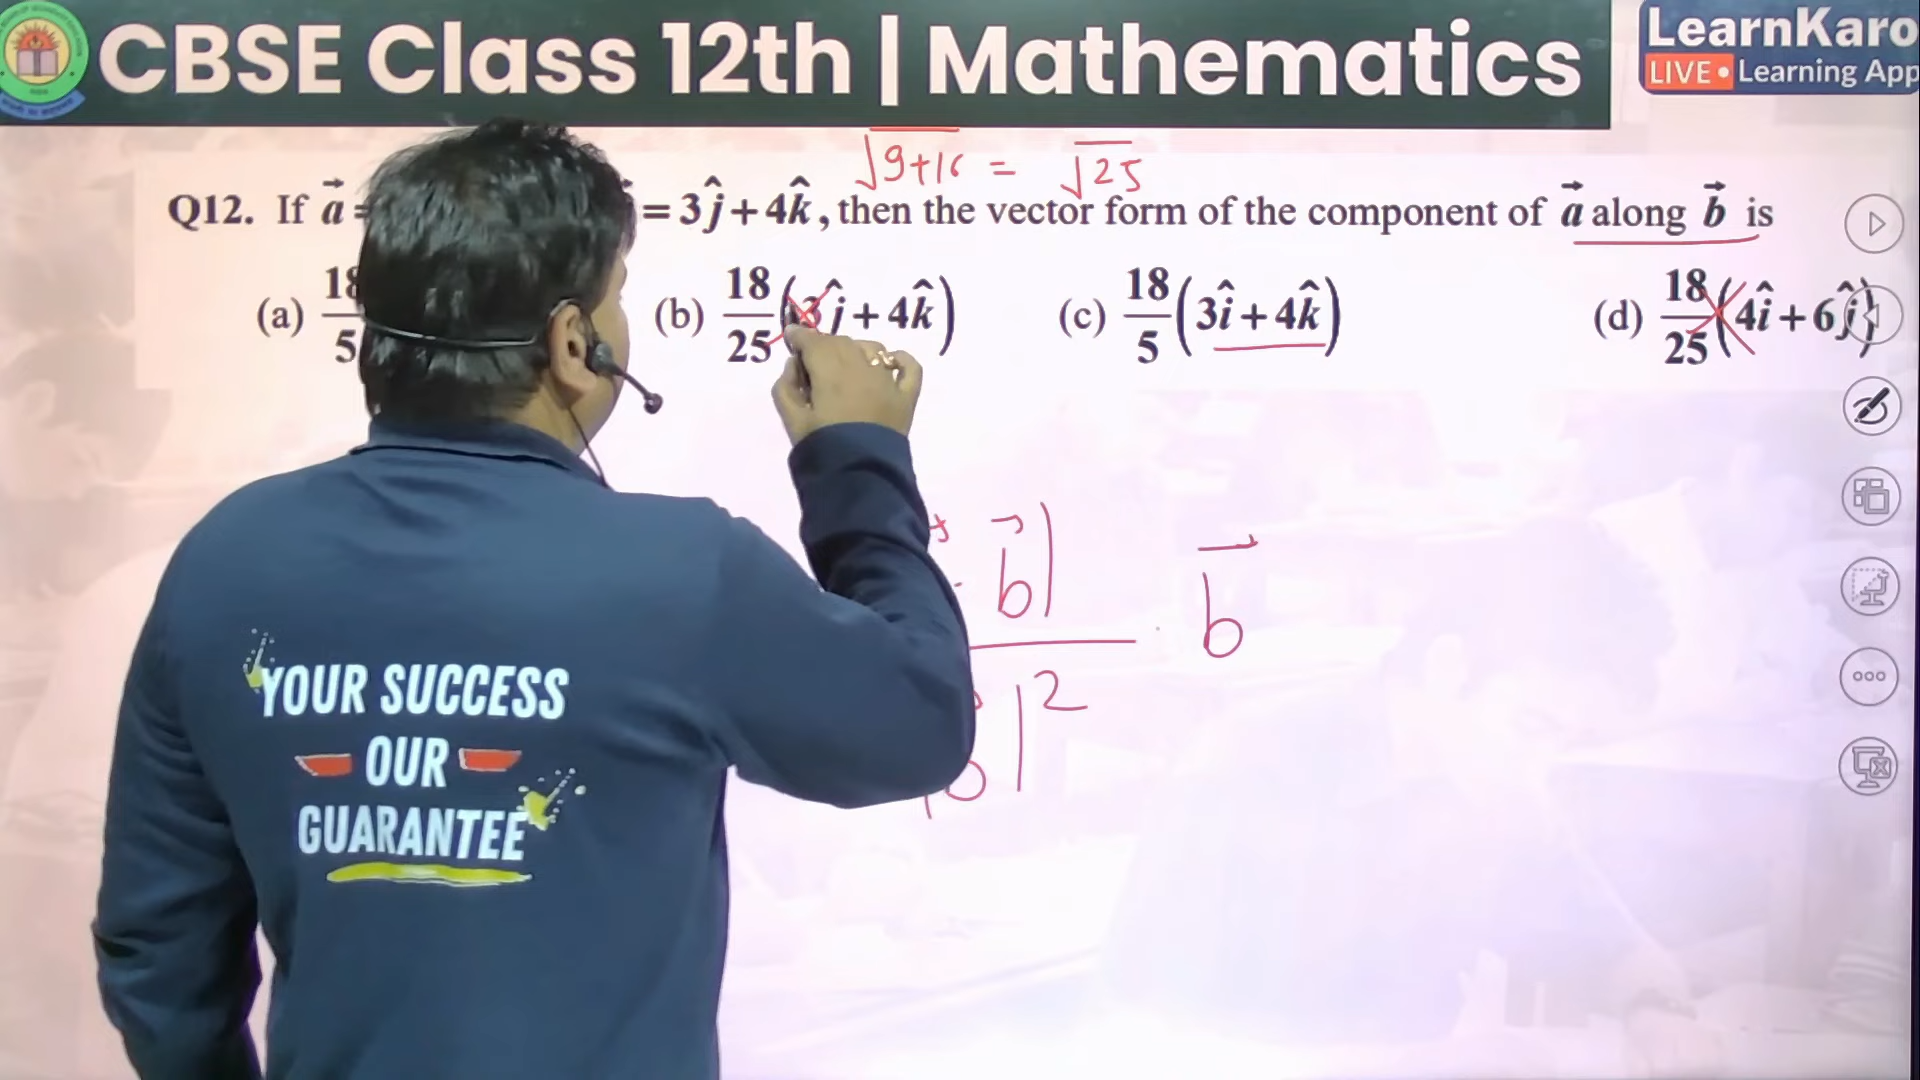 CBSE Class 12th | Mathematics
LearnKaro
LIVE • Learning App
√9+16 = √25
Q12. If a⃗ = = 3ĵ + 4k̂, then the vector form of the component of a⃗ along b⃗ is
(a) 18/5 (b) 18/25 (3ĵ + 4k̂) (c) 18/5 (3î + 4k̂) (d) 18/25 (4î + 6ĵ)
· b⃗| b⃗
b|²
YOUR SUCCESS
OUR
GUARANTEE